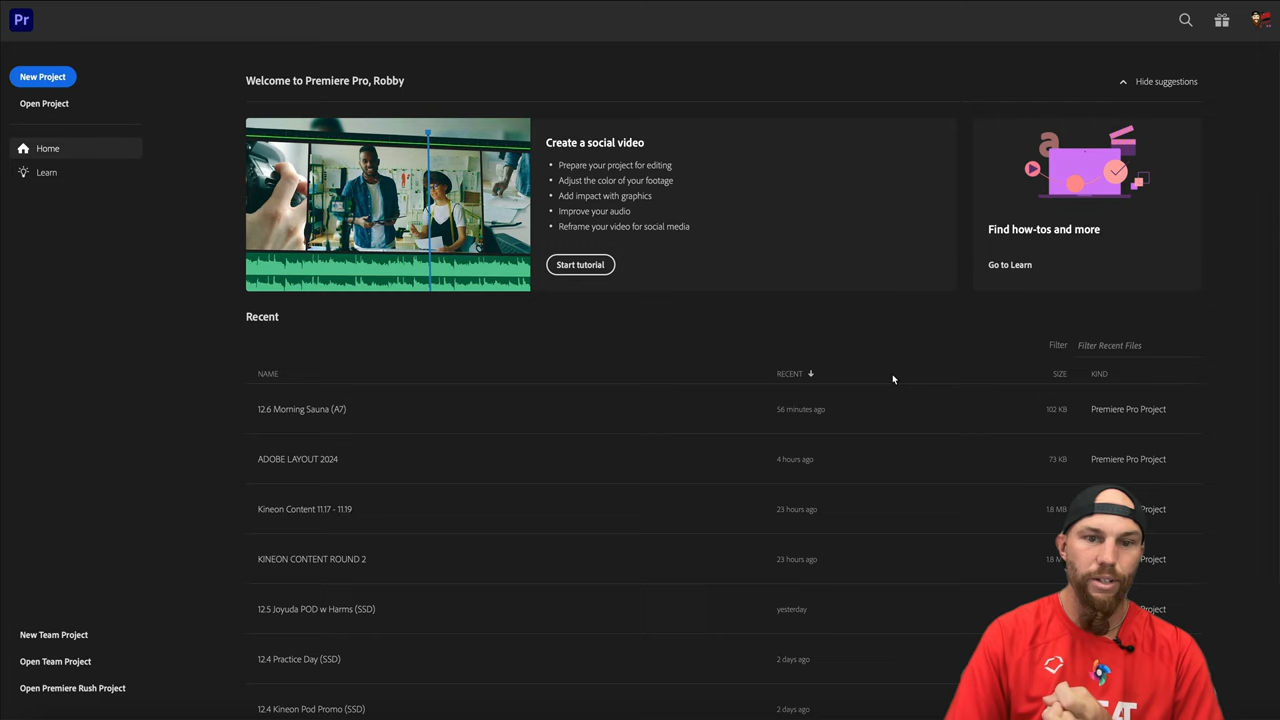 Pr
New Project
Open Project
Home
Learn
Welcome to Premiere Pro, Robby
Hide suggestions
Create a social video
• Prepare your project for editing
• Adjust the color of your footage
• Add impact with graphics
• Improve your audio
• Reframe your video for social media
Start tutorial
Find how-tos and more
Go to Learn
Recent
Filter Filter Recent Files
NAME RECENT SIZE KIND
12.6 Morning Sauna (A7) 56 minutes ago 102 KB Premiere Pro Project
ADOBE LAYOUT 2024 4 hours ago 73 KB Premiere Pro Project
Kineon Content 11.17 - 11.19 23 hours ago 1.8 MB Project
KINEON CONTENT ROUND 2 23 hours ago 1.8 M Project
12.5 Joyuda POD w Harms (SSD) yesterday Project
12.4 Practice Day (SSD) 2 days ago
12.4 Kineon Pod Promo (SSD) 2 days ago
New Team Project
Open Team Project
Open Premiere Rush Project